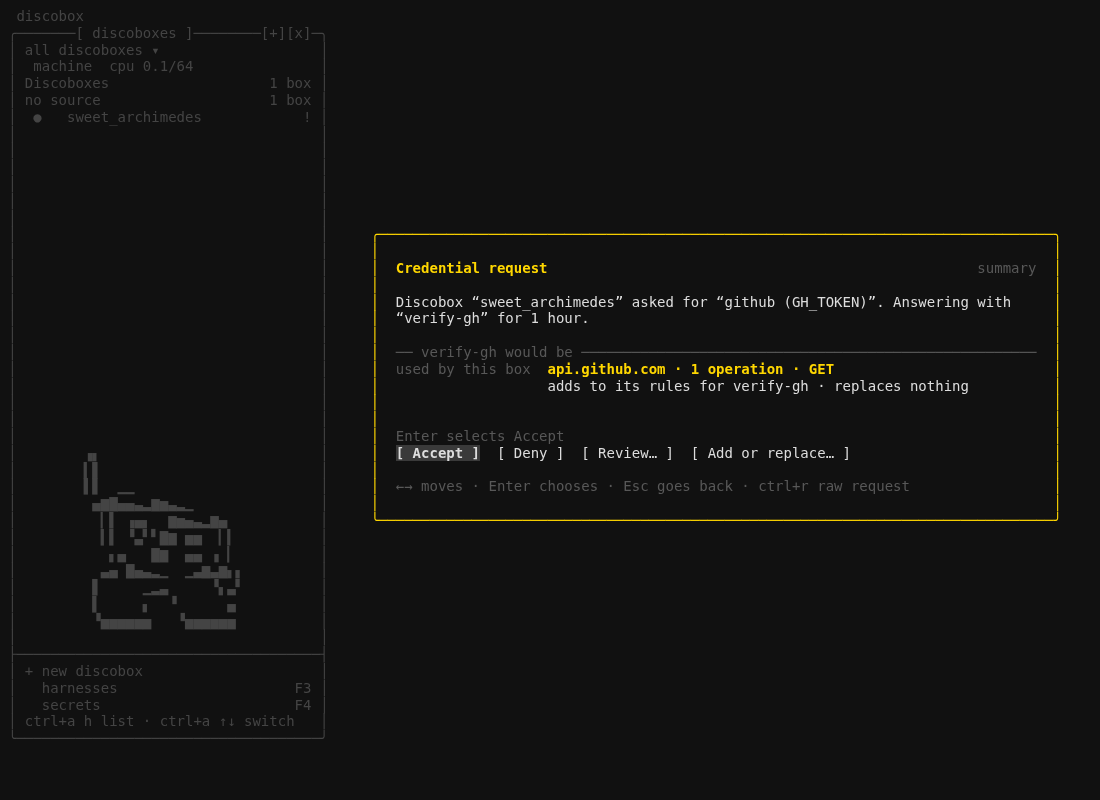 discobox
[ discoboxes ] [+][x]
all discoboxes ▾
machine cpu 0.1/64
Discoboxes 1 box
no source 1 box
● sweet_archimedes !
Credential request summary
Discobox “sweet_archimedes” asked for “github (GH_TOKEN)”. Answering with
“verify-gh” for 1 hour.
── verify-gh would be ──
used by this box api.github.com · 1 operation · GET
adds to its rules for verify-gh · replaces nothing
Enter selects Accept
[ Accept ] [ Deny ] [ Review… ] [ Add or replace… ]
←→ moves · Enter chooses · Esc goes back · ctrl+r raw request
+ new discobox
harnesses F3
secrets F4
ctrl+a h list · ctrl+a ↑↓ switch